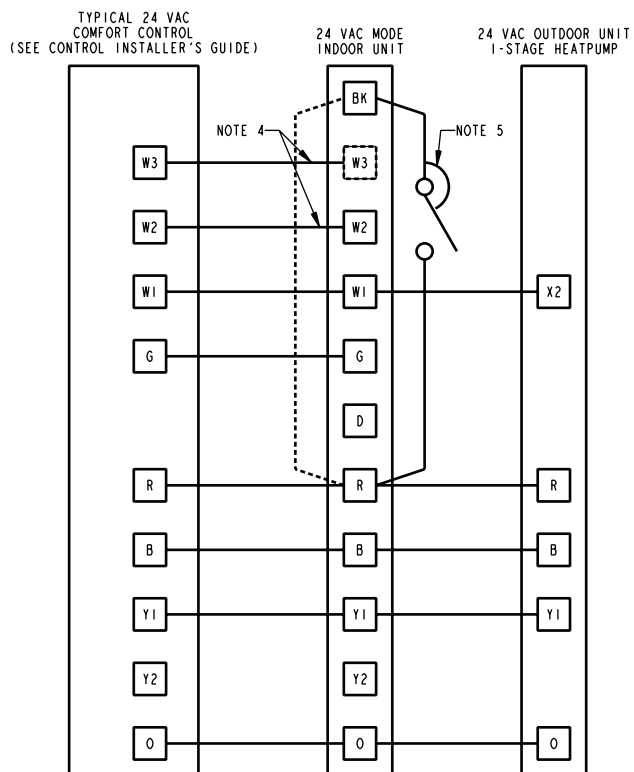 TYPICAL 24 VAC
COMFORT CONTROL
(SEE CONTROL INSTALLER'S GUIDE)
24 VAC MODE
INDOOR UNIT
24 VAC OUTDOOR UNIT
1-STAGE HEATPUMP
BK
NOTE 4
NOTE 5
W3
W3
W2
W2
W1
W1
X2
G
G
D
R
R
R
B
B
B
Y1
Y1
Y1
Y2
Y2
O
O
O